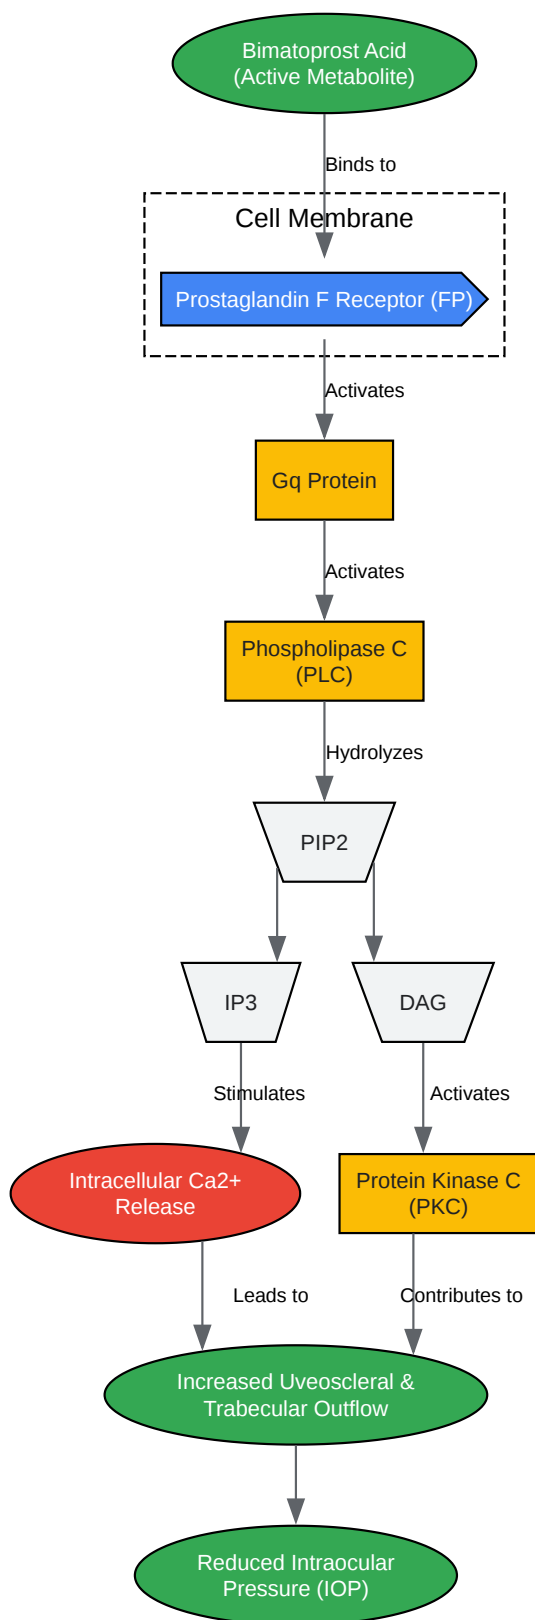 Bimatoprost Acid
(Active Metabolite)
Binds to
Cell Membrane
Prostaglandin F Receptor (FP)
Activates
Gq Protein
Activates
Phospholipase C
(PLC)
Hydrolyzes
PIP2
IP3
DAG
Stimulates
Activates
Intracellular Ca2+
Release
Protein Kinase C
(PKC)
Leads to
Contributes to
Increased Uveoscleral &
Trabecular Outflow
Reduced Intraocular
Pressure (IOP)